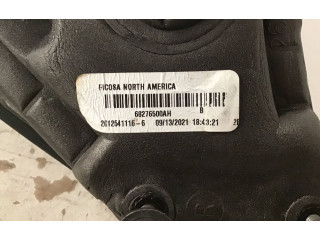 FICOSA NORTH AMERICA
68276500AH B
2012541116-6 09/13/2021 18:43:21